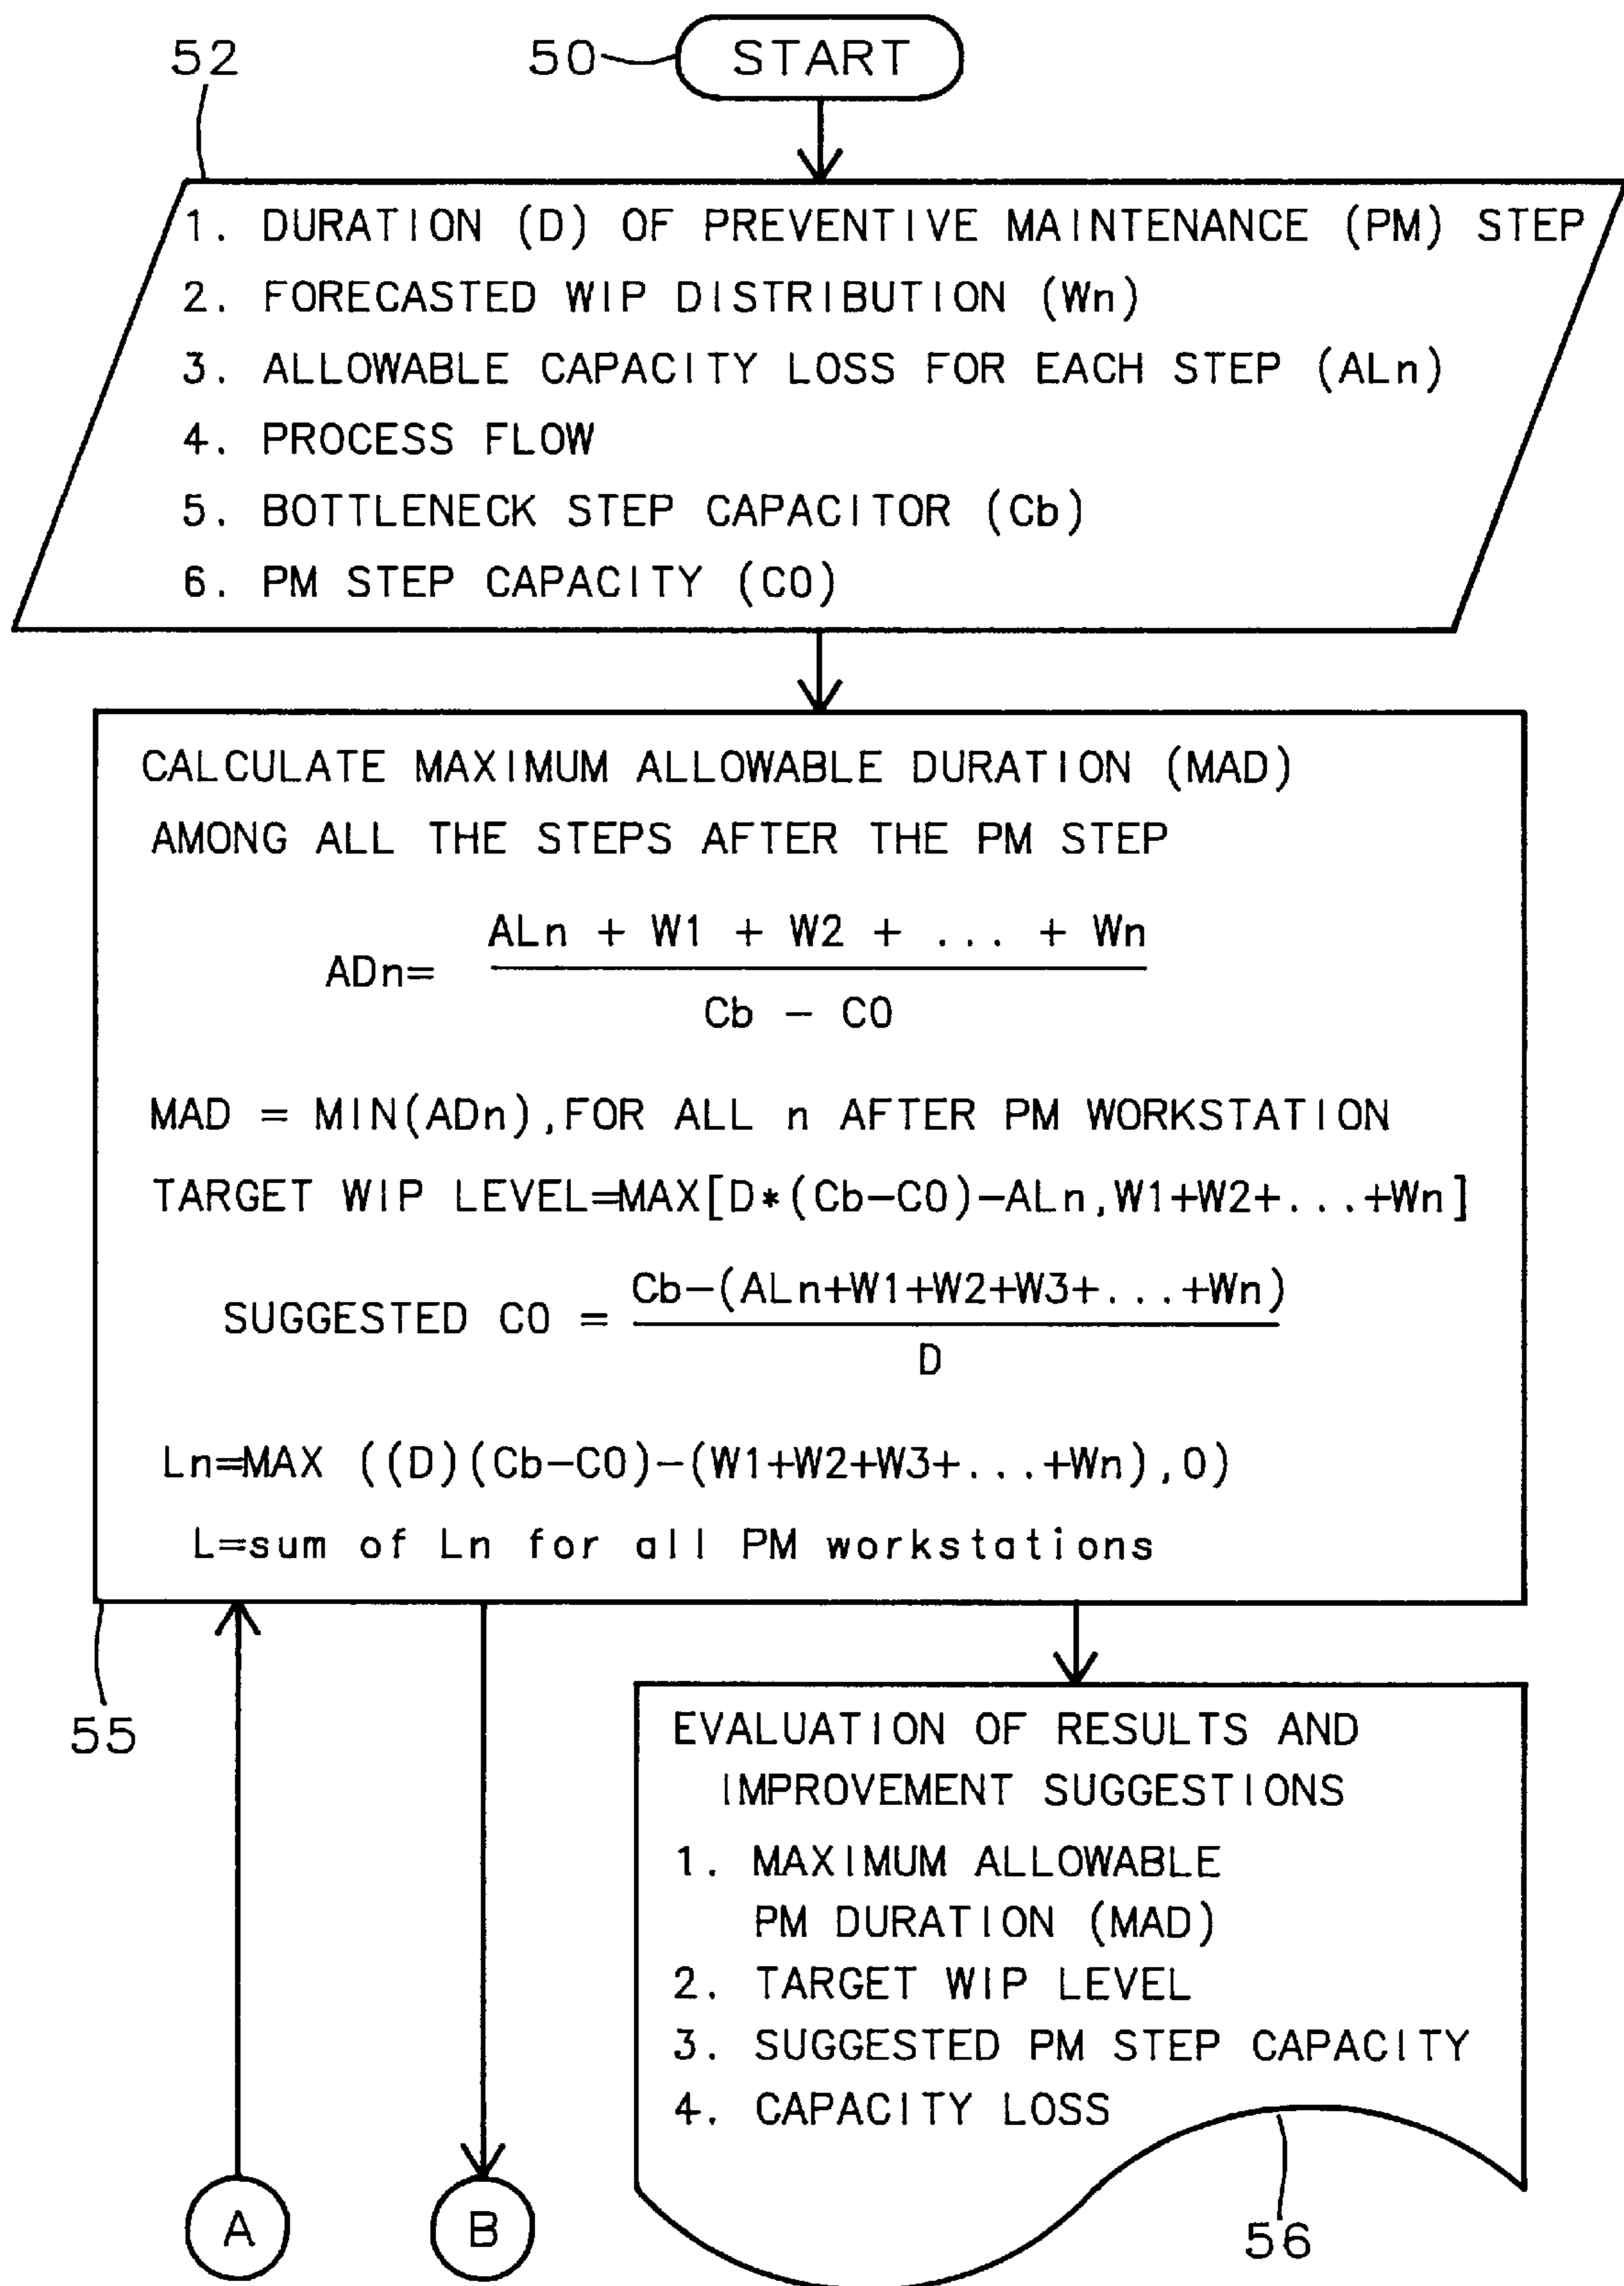 52
50
START
1. DURATION (D) OF PREVENTIVE MAINTENANCE (PM) STEP
2. FORECASTED WIP DISTRIBUTION (Wn)
3. ALLOWABLE CAPACITY LOSS FOR EACH STEP (ALn)
4. PROCESS FLOW
5. BOTTLENECK STEP CAPACITOR (Cb)
6. PM STEP CAPACITY (C0)
CALCULATE MAXIMUM ALLOWABLE DURATION (MAD)
AMONG ALL THE STEPS AFTER THE PM STEP
ALn + W1 + W2 + ... + Wn
ADn=
Cb - C0
MAD = MIN(ADn),FOR ALL n AFTER PM WORKSTATION
TARGET WIP LEVEL=MAX[D*(Cb-C0)-ALn,W1+W2+...+Wn]
Cb-(ALn+W1+W2+W3+...+Wn)
SUGGESTED C0 =
D
Ln=MAX ((D)(Cb-C0)-(W1+W2+W3+...+Wn),0)
L=sum of Ln for all PM workstations
55
EVALUATION OF RESULTS AND
IMPROVEMENT SUGGESTIONS
1. MAXIMUM ALLOWABLE
PM DURATION (MAD)
2. TARGET WIP LEVEL
3. SUGGESTED PM STEP CAPACITY
4. CAPACITY LOSS
A
B
56